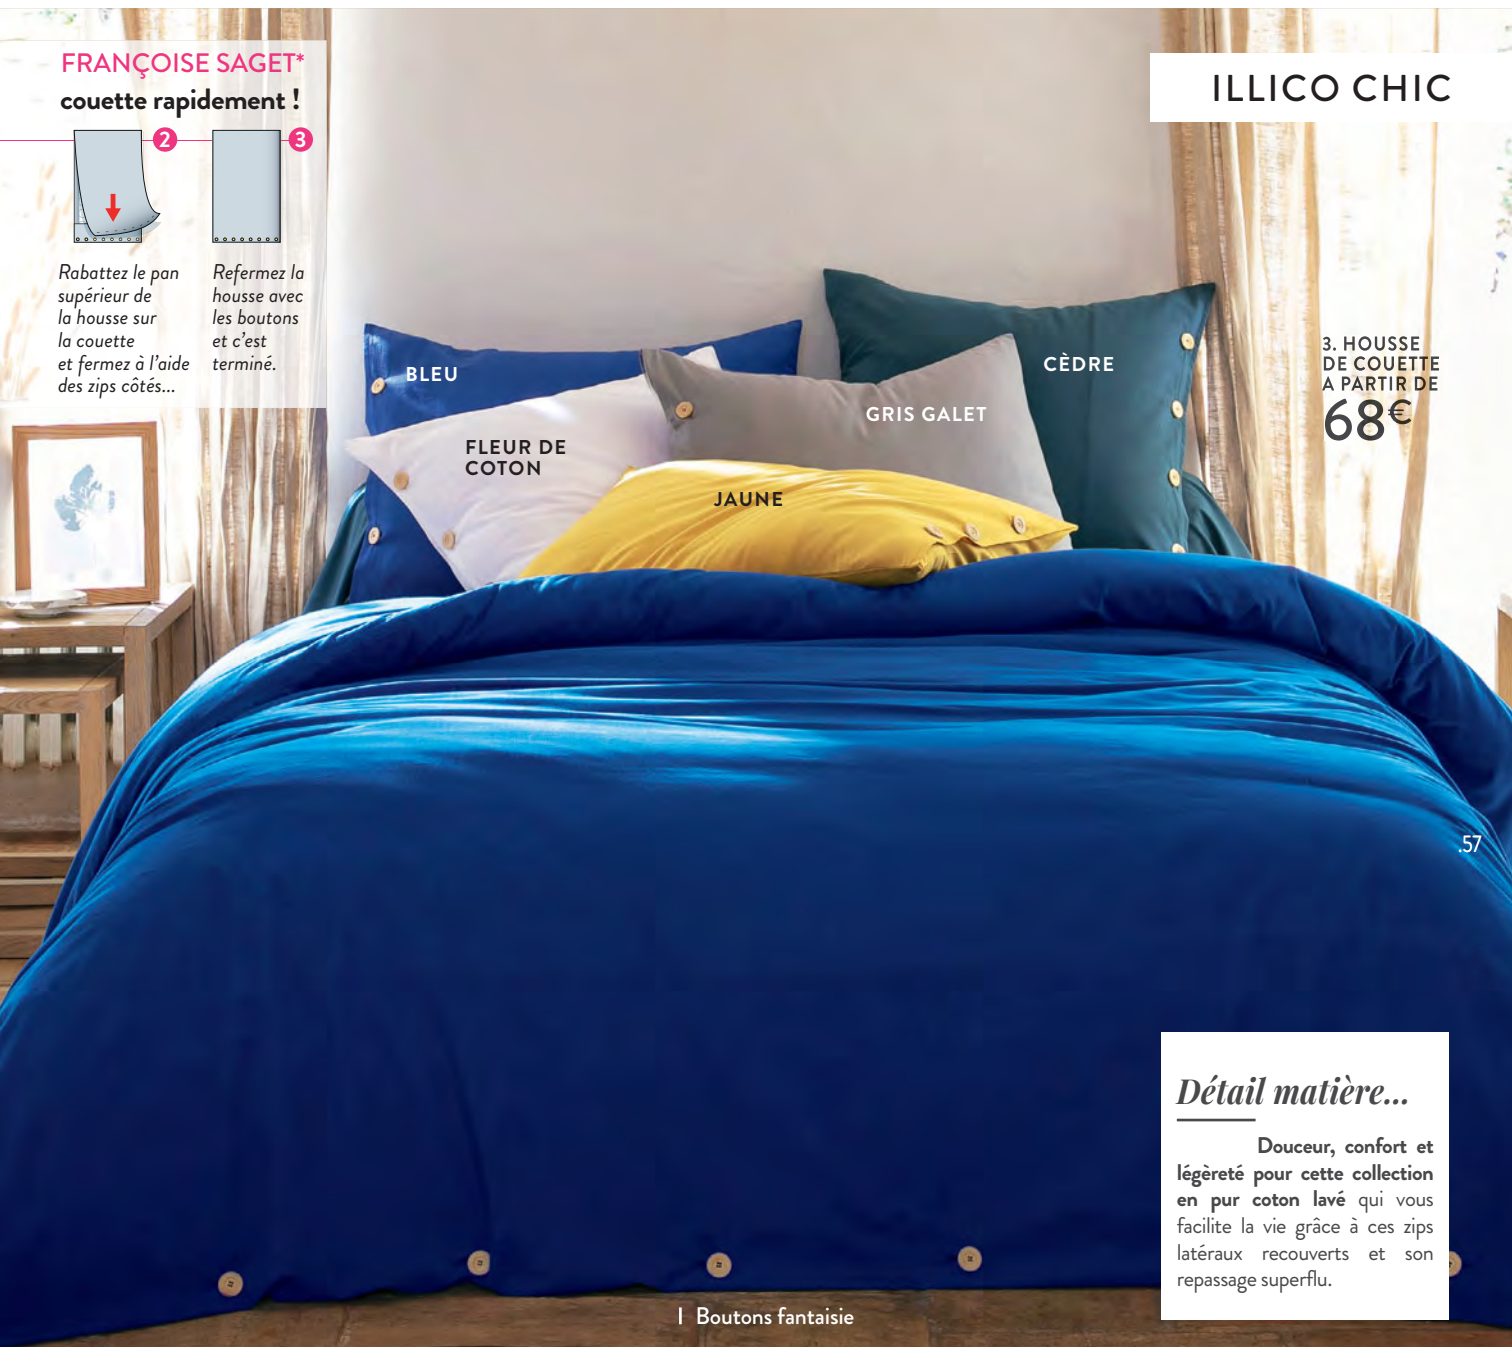 FRANÇOISE SAGET*
couette rapidement !
2
3
Rabattez le pan
supérieur de
la housse sur
la couette
et fermez à l'aide
des zips côtés...
Refermez la
housse avec
les boutons
et c'est
terminé.
ILLICO CHIC
BLEU
FLEUR DE
COTON
JAUNE
GRIS GALET
CÈDRE
3. HOUSSE
DE COUETTE
A PARTIR DE
68€
.57
Détail matière...
Douceur, confort et
légèreté pour cette collection
en pur coton lavé qui vous
facilite la vie grâce à ces zips
latéraux recouverts et son
repassage superflu.
| Boutons fantaisie